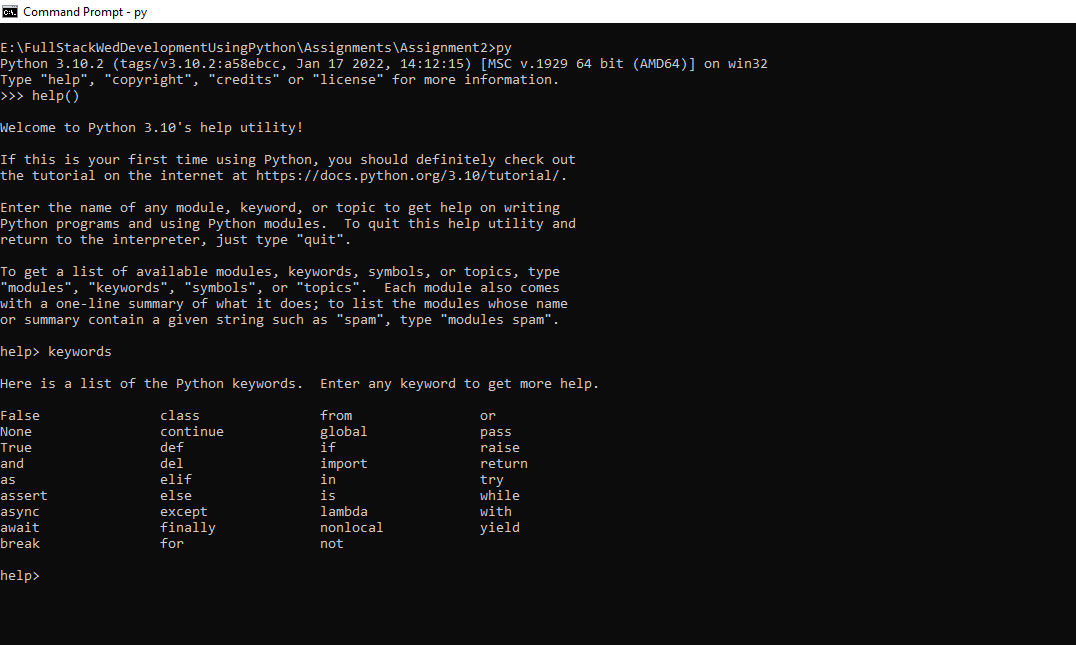 Command Prompt - py
E:\FullStackWedDevelopmentUsingPython\Assignments\Assignment2>py
Python 3.10.2 (tags/v3.10.2:a58ebcc, Jan 17 2022, 14:12:15) [MSC v.1929 64 bit (AMD64)] on win32
Type "help", "copyright", "credits" or "license" for more information.
>>> help()
Welcome to Python 3.10's help utility!
If this is your first time using Python, you should definitely check out
the tutorial on the internet at https://docs.python.org/3.10/tutorial/.
Enter the name of any module, keyword, or topic to get help on writing
Python programs and using Python modules.  To quit this help utility and
return to the interpreter, just type "quit".
To get a list of available modules, keywords, symbols, or topics, type
"modules", "keywords", "symbols", or "topics".  Each module also comes
with a one-line summary of what it does; to list the modules whose name
or summary contain a given string such as "spam", type "modules spam".
help> keywords
Here is a list of the Python keywords.  Enter any keyword to get more help.
False               class               from                or
None                continue            global              pass
True                def                 if                  raise
and                 del                 import              return
as                  elif                in                  try
assert              else                is                  while
async               except              lambda              with
await               finally             nonlocal            yield
break               for                 not
help>